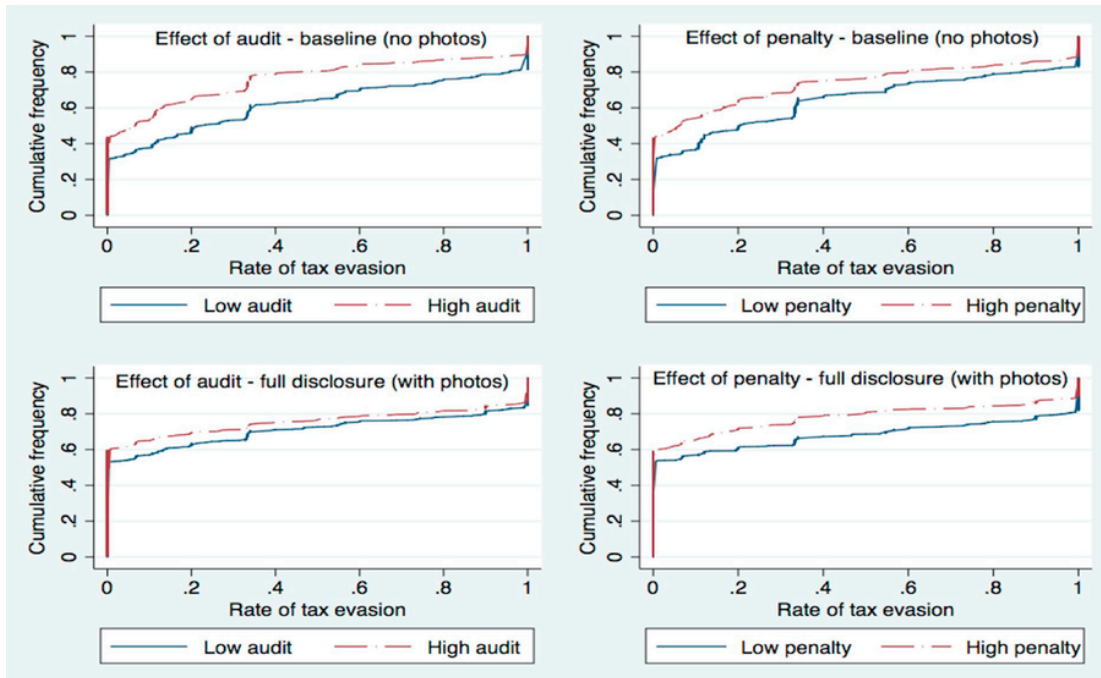 Effect of audit - baseline (no photos)
Cumulative frequency
1
.8
.6
.4
.2
0
0 .2 .4 .6 .8 1
Rate of tax evasion
Low audit High audit
Effect of penalty - baseline (no photos)
Cumulative frequency
1
.8
.6
.4
.2
0
0 .2 .4 .6 .8 1
Rate of tax evasion
Low penalty High penalty
Effect of audit - full disclosure (with photos)
Cumulative frequency
1
.8
.6
.4
.2
0
0 .2 .4 .6 .8 1
Rate of tax evasion
Low audit High audit
Effect of penalty - full disclosure (with photos)
Cumulative frequency
1
.8
.6
.4
.2
0
0 .2 .4 .6 .8 1
Rate of tax evasion
Low penalty High penalty